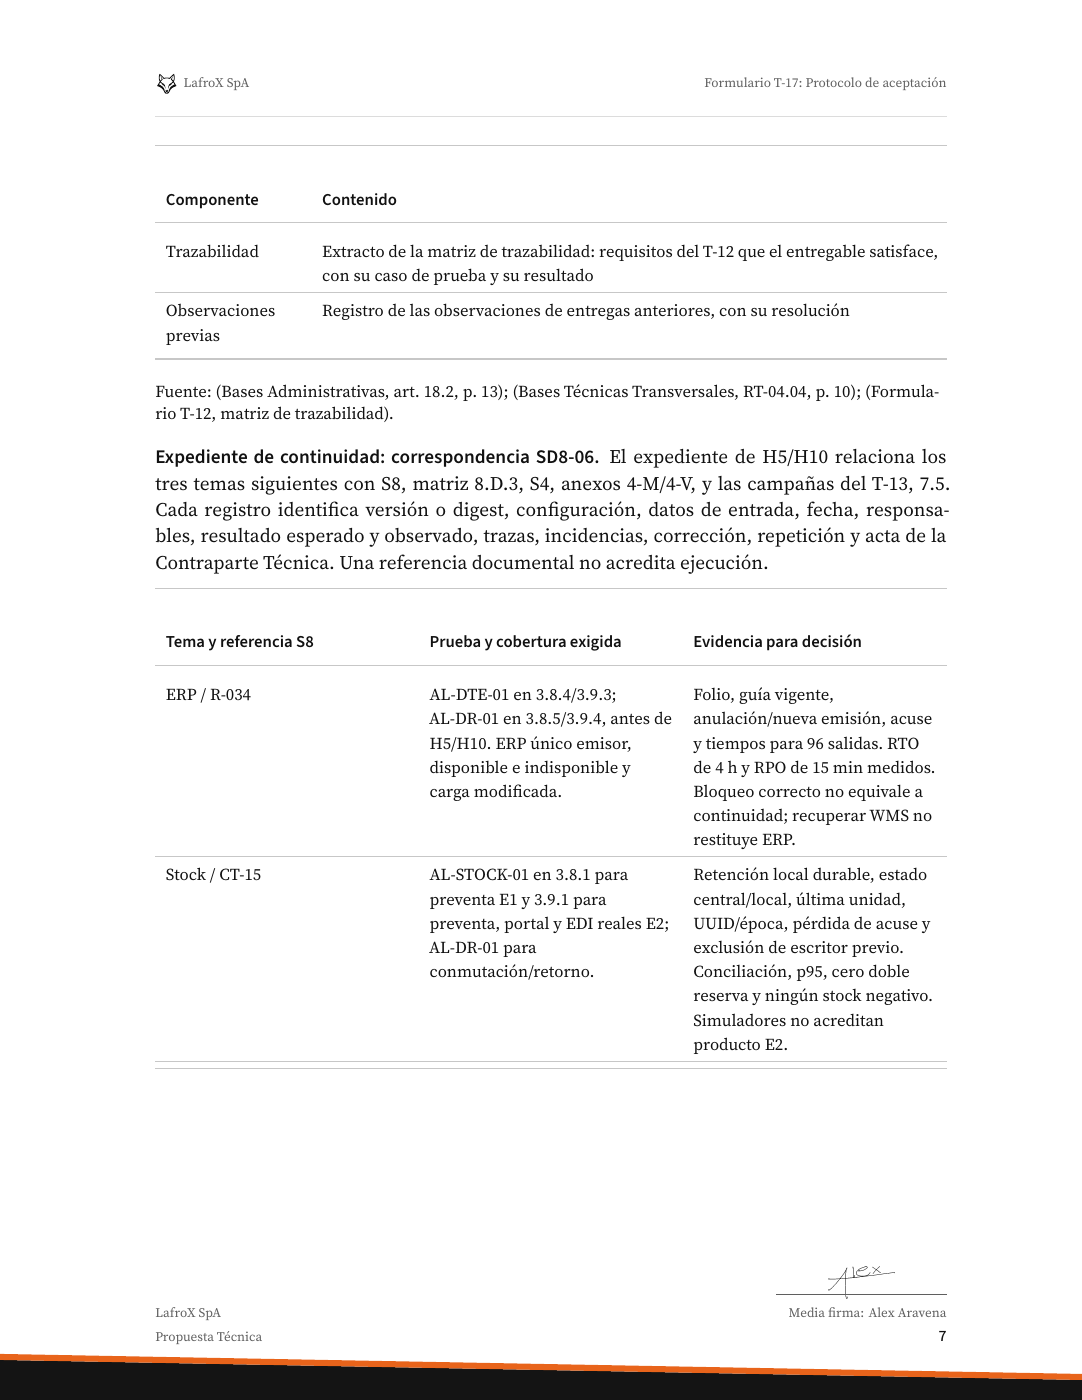 LafroX SpA
Formulario T-17: Protocolo de aceptación
Componente
Contenido
Trazabilidad
Extracto de la matriz de trazabilidad: requisitos del T-12 que el entregable satisface,
con su caso de prueba y su resultado
Observaciones
previas
Registro de las observaciones de entregas anteriores, con su resolución
Fuente: (Bases Administrativas, art. 18.2, p. 13); (Bases Técnicas Transversales, RT-04.04, p. 10); (Formula-
rio T-12, matriz de trazabilidad).
Expediente de continuidad: correspondencia SD8-06. El expediente de H5/H10 relaciona los
tres temas siguientes con S8, matriz 8.D.3, S4, anexos 4-M/4-V, y las campañas del T-13, 7.5.
Cada registro identifica versión o digest, configuración, datos de entrada, fecha, responsa-
bles, resultado esperado y observado, trazas, incidencias, corrección, repetición y acta de la
Contraparte Técnica. Una referencia documental no acredita ejecución.
Tema y referencia S8
Prueba y cobertura exigida
Evidencia para decisión
ERP / R-034
AL-DTE-01 en 3.8.4/3.9.3;
AL-DR-01 en 3.8.5/3.9.4, antes de
H5/H10. ERP único emisor,
disponible e indisponible y
carga modificada.
Folio, guía vigente,
anulación/nueva emisión, acuse
y tiempos para 96 salidas. RTO
de 4 h y RPO de 15 min medidos.
Bloqueo correcto no equivale a
continuidad; recuperar WMS no
restituye ERP.
Stock / CT-15
AL-STOCK-01 en 3.8.1 para
preventa E1 y 3.9.1 para
preventa, portal y EDI reales E2;
AL-DR-01 para
conmutación/retorno.
Retención local durable, estado
central/local, última unidad,
UUID/época, pérdida de acuse y
exclusión de escritor previo.
Conciliación, p95, cero doble
reserva y ningún stock negativo.
Simuladores no acreditan
producto E2.
Alex
LafroX SpA
Media firma: Alex Aravena
Propuesta Técnica
7